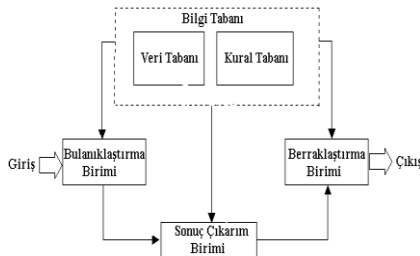 Bilgi Tabanı
Veri Tabanı
Kural Tabanı
Giriş
Bulanıklaştırma
Birimi
Berraklaştırma
Birimi
Çıkış
Sonuç Çıkarım
Birimi